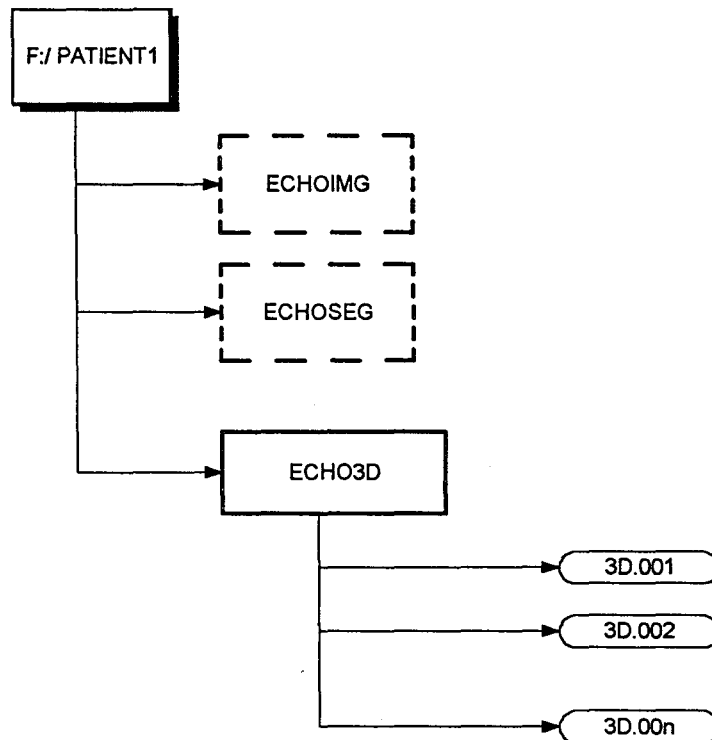 F:/ PATIENT1
ECHOIMG
ECHOSEG
ECHO3D
3D.001
3D.002
3D.00n